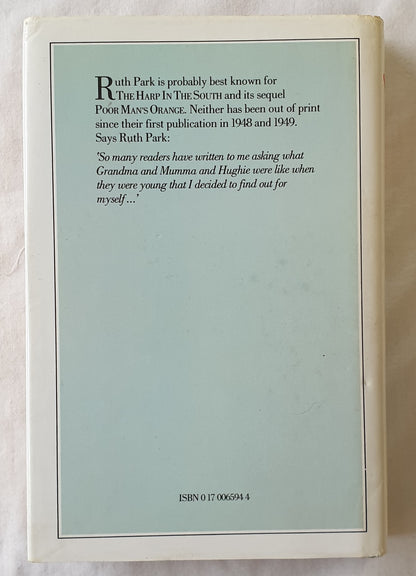 Ruth Park is probably best known for
THE HARP IN THE SOUTH and its sequel
POOR MAN'S ORANGE. Neither has been out of print
since their first publication in 1948 and 1949.
Says Ruth Park:
'So many readers have written to me asking what
Grandma and Mumma and Hughie were like when
they were young that I decided to find out for
myself...'
ISBN 0 17 006594 4